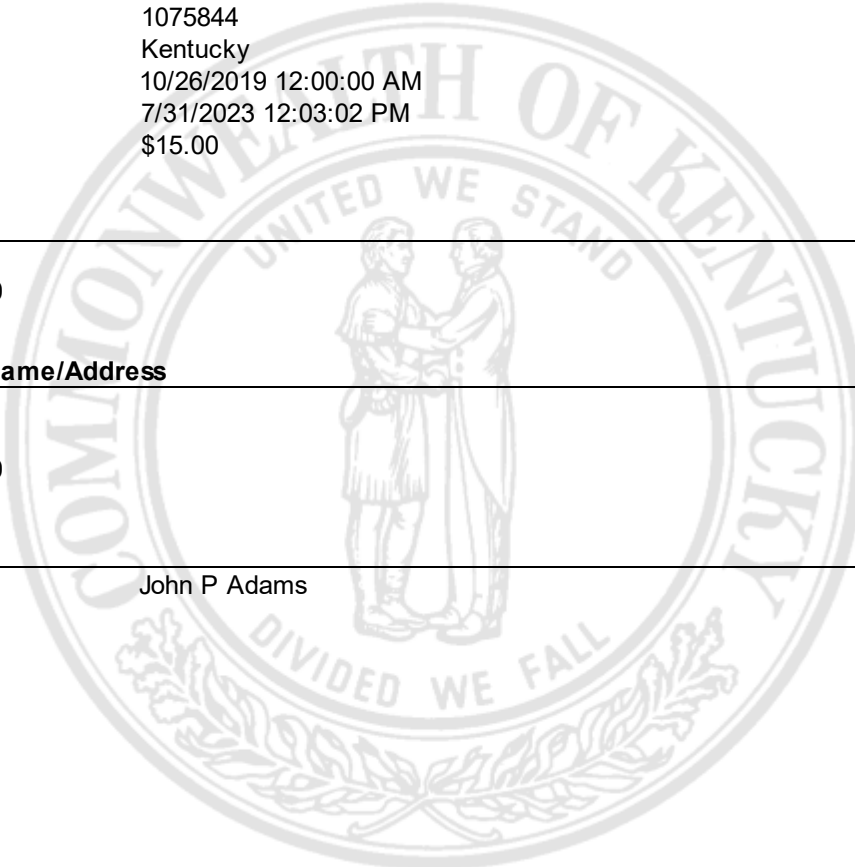 1075844
Kentucky
10/26/2019 12:00:00 AM
7/31/2023 12:03:02 PM
$15.00
ame/Address
John P Adams
COMMONWEALTH OF KENTUCKY
UNITED WE STAND
DIVIDED WE FALL